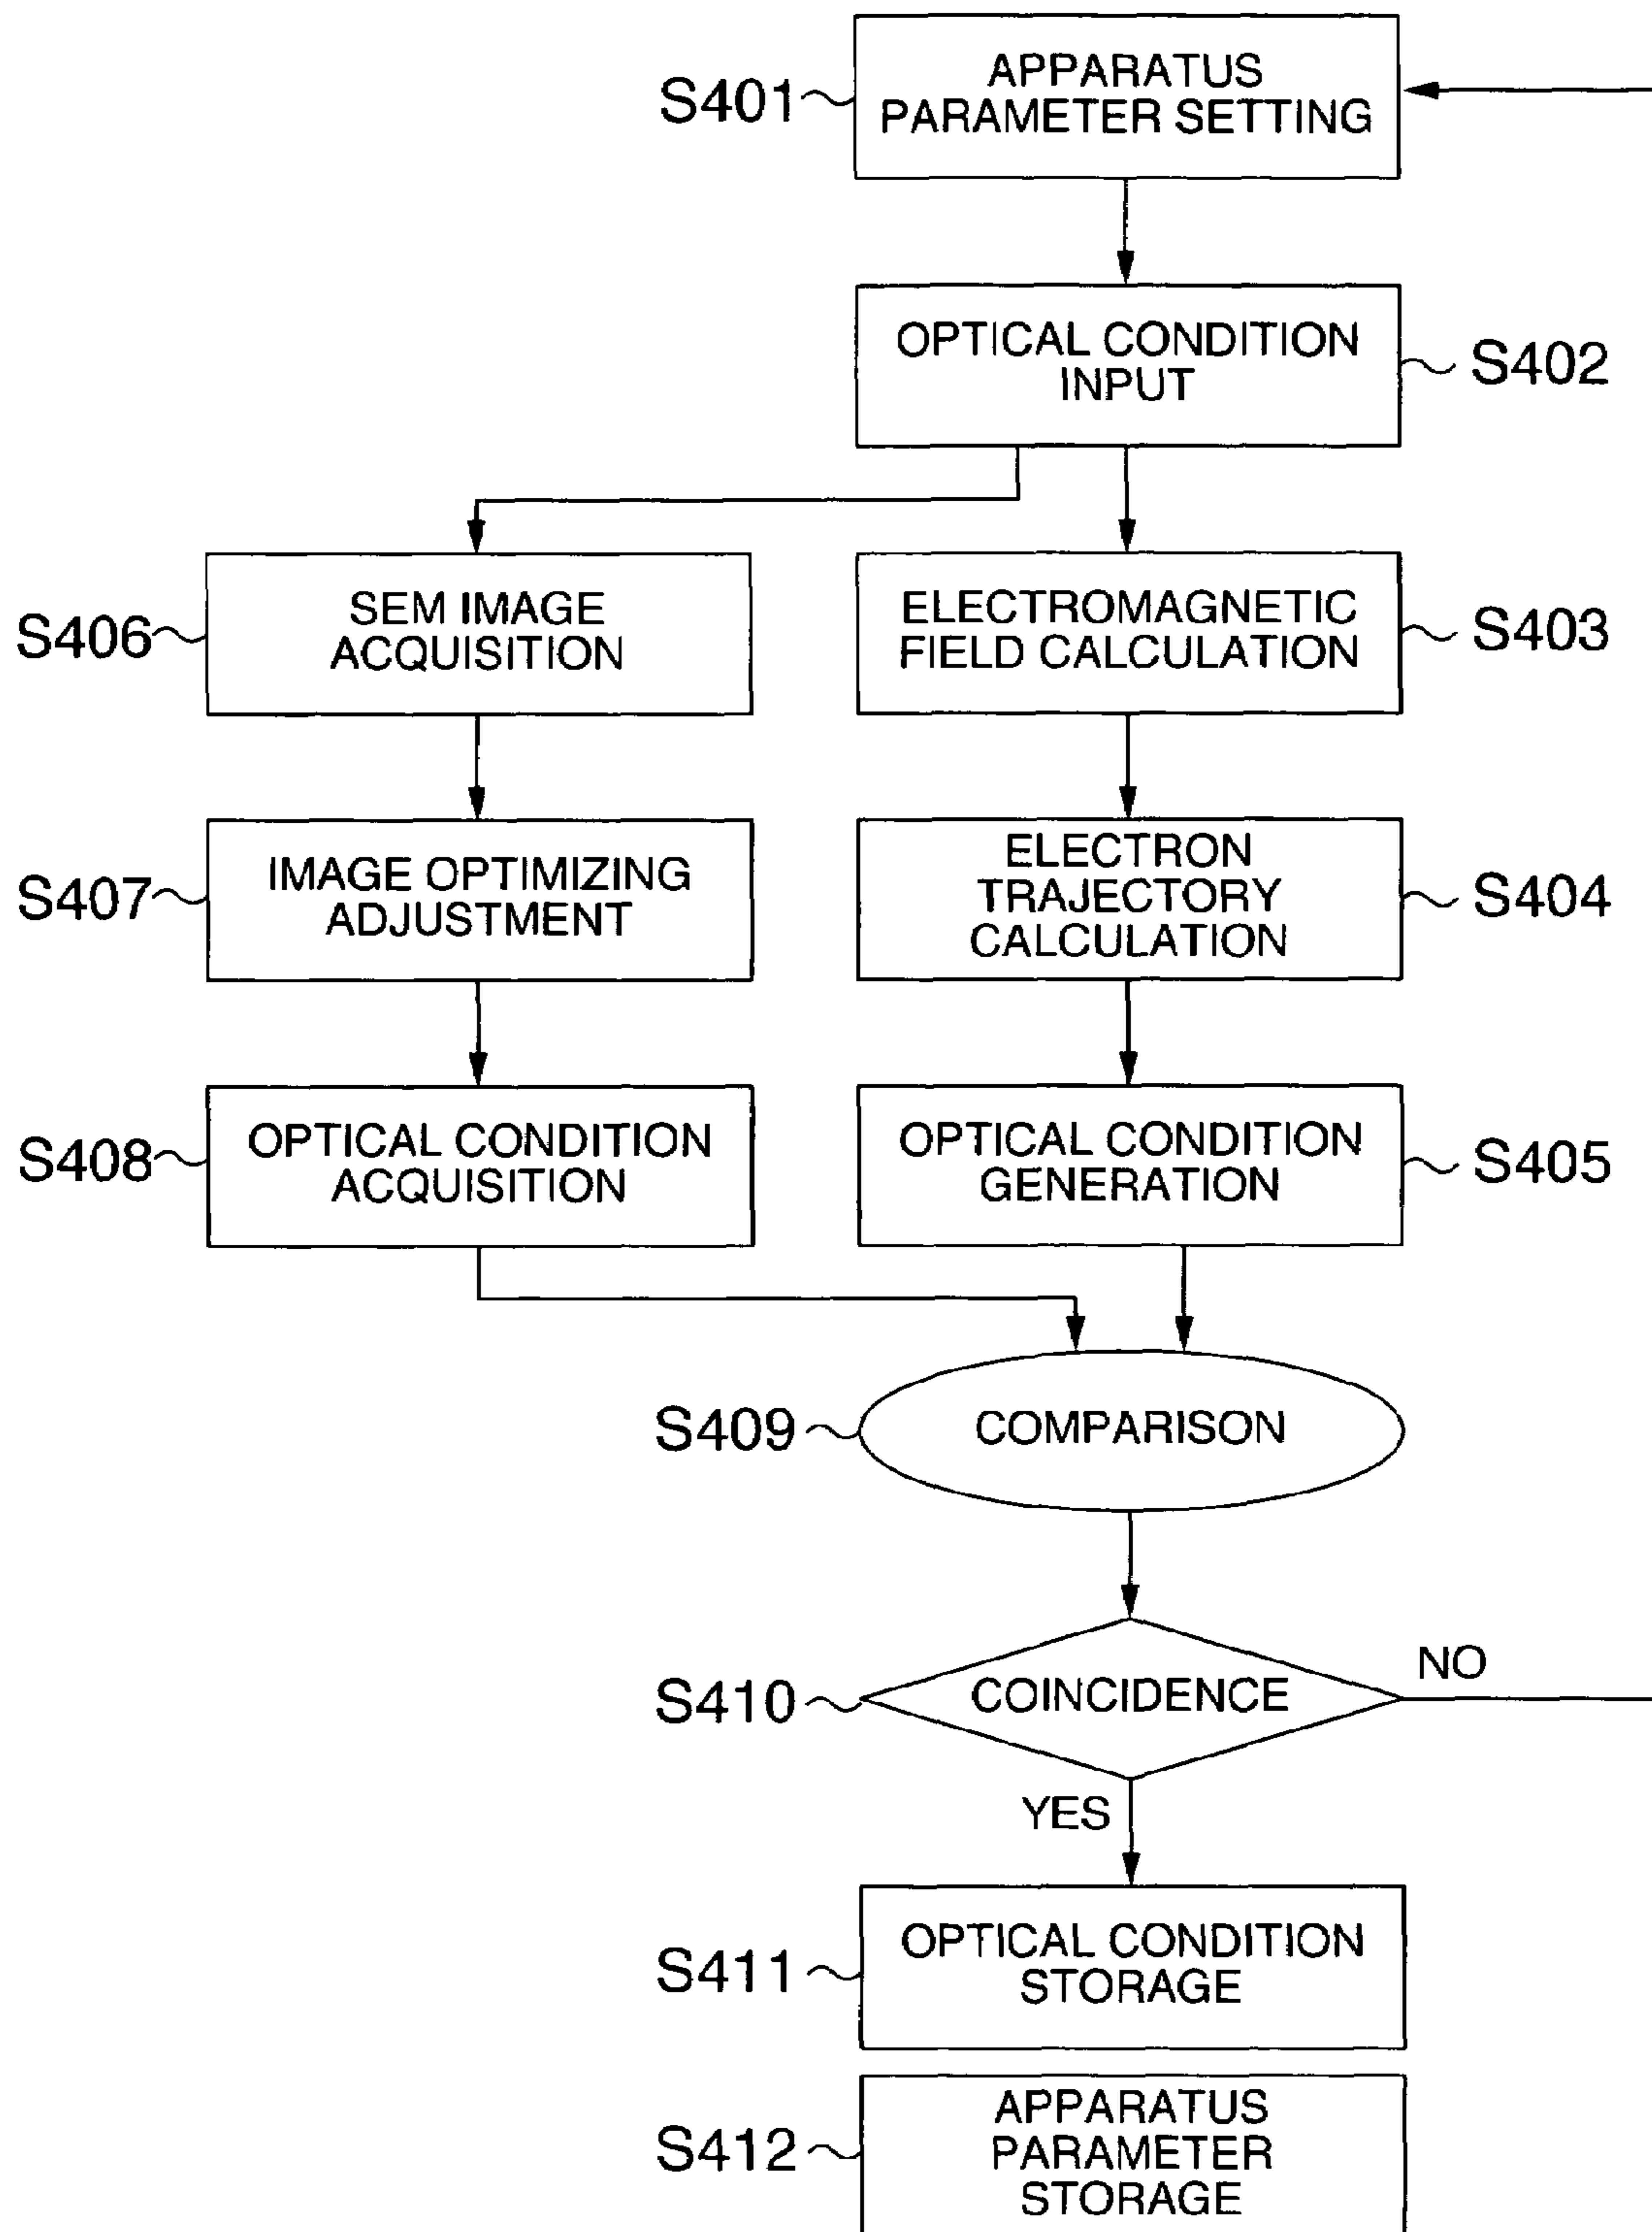 S401
APPARATUS
PARAMETER SETTING
OPTICAL CONDITION
INPUT
S402
S406
SEM IMAGE
ACQUISITION
ELECTROMAGNETIC
FIELD CALCULATION
S403
S407
IMAGE OPTIMIZING
ADJUSTMENT
ELECTRON
TRAJECTORY
CALCULATION
S404
S408
OPTICAL CONDITION
ACQUISITION
OPTICAL CONDITION
GENERATION
S405
S409
COMPARISON
S410
COINCIDENCE
NO
YES
S411
OPTICAL CONDITION
STORAGE
S412
APPARATUS
PARAMETER
STORAGE